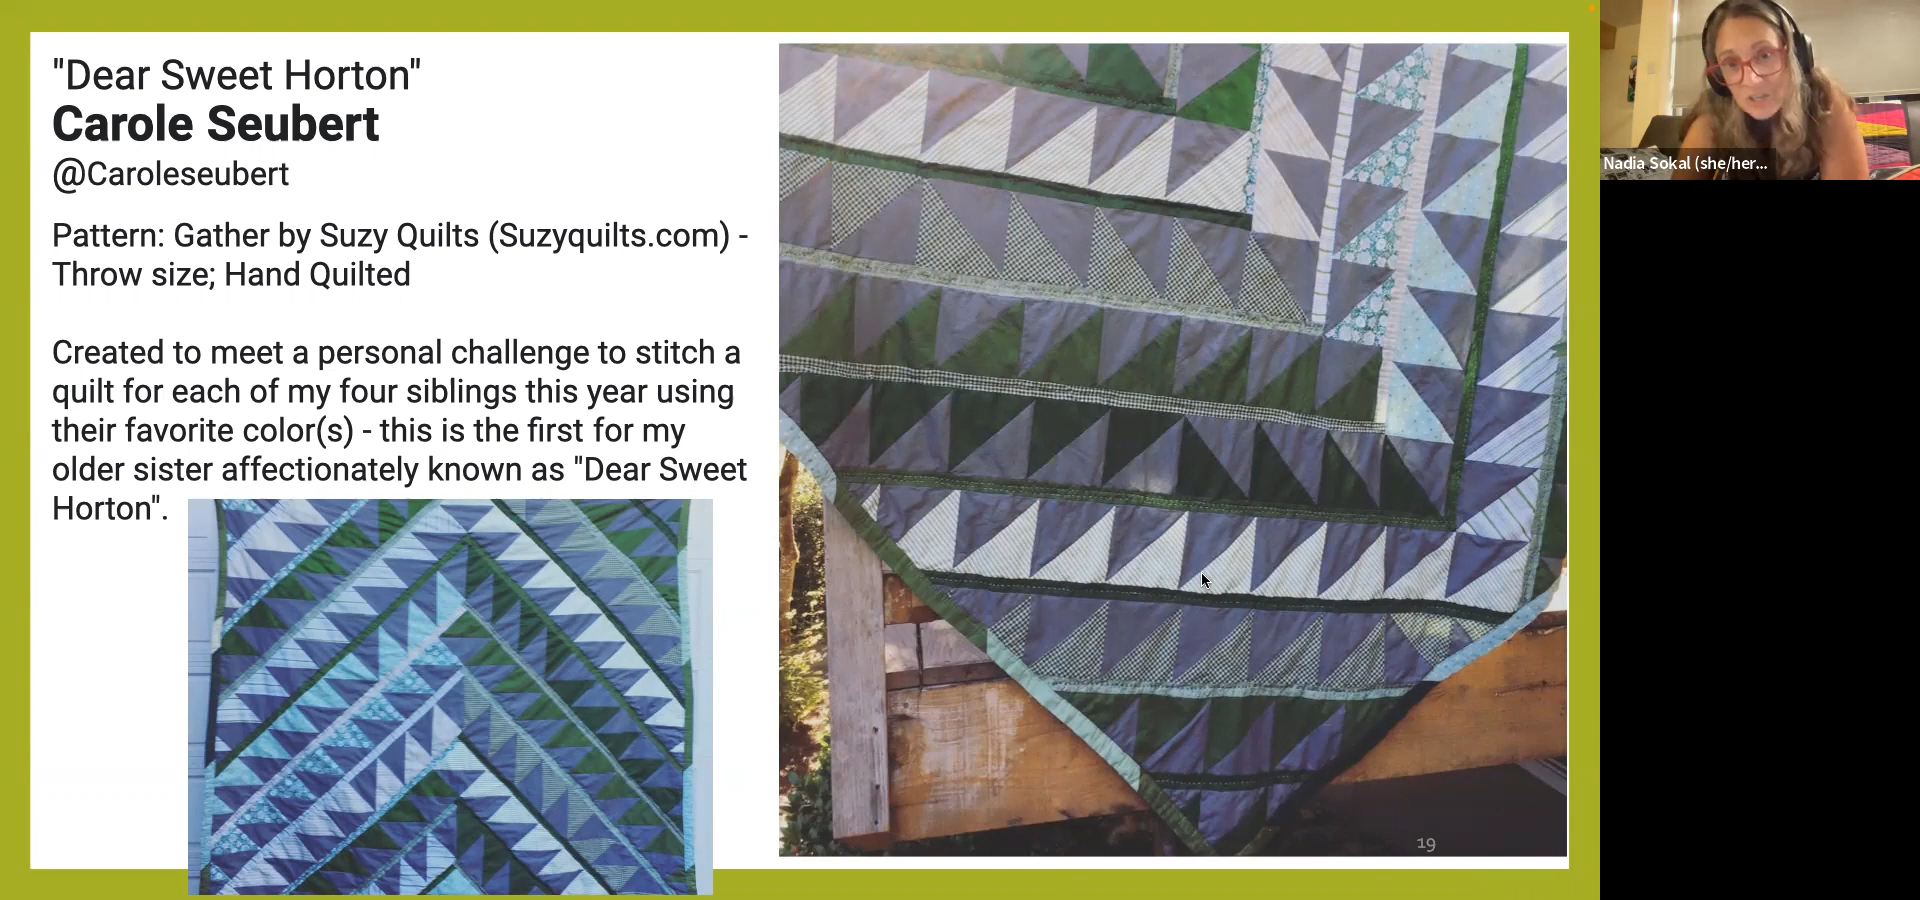 "Dear Sweet Horton"
Carole Seubert
@Caroleseubert
Pattern: Gather by Suzy Quilts (Suzyquilts.com) -
Throw size; Hand Quilted
Created to meet a personal challenge to stitch a
quilt for each of my four siblings this year using
their favorite color(s) - this is the first for my
older sister affectionately known as "Dear Sweet
Horton".
Nadia Sokal (she/her...
19